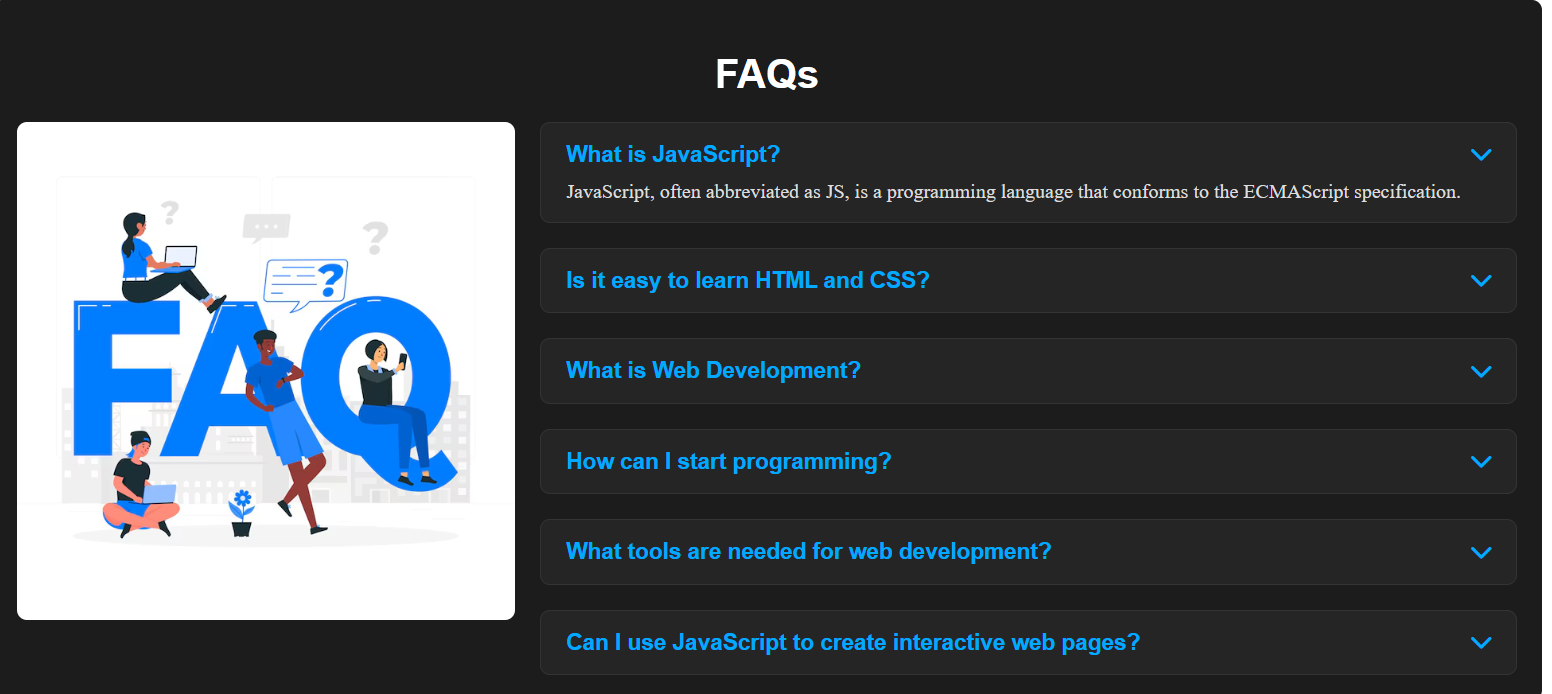 FAQs
FAQ
?
?
?
What is JavaScript?
JavaScript, often abbreviated as JS, is a programming language that conforms to the ECMAScript specification.
Is it easy to learn HTML and CSS?
What is Web Development?
How can I start programming?
What tools are needed for web development?
Can I use JavaScript to create interactive web pages?